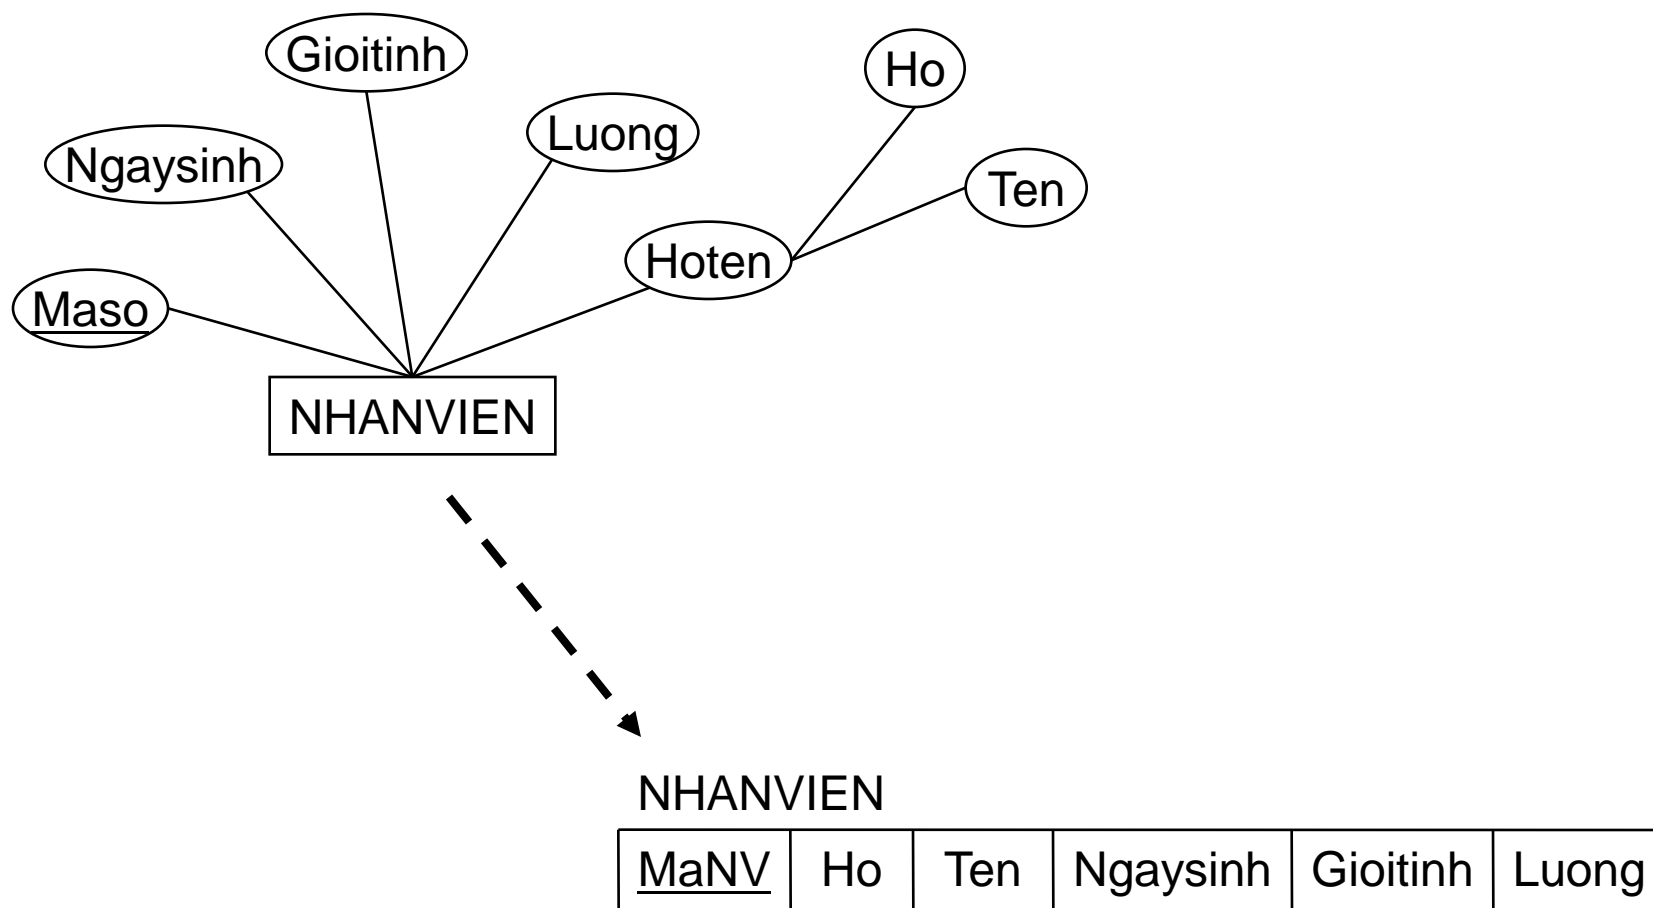 Gioitinh
Ho
Luong
Ngaysinh
Ten
Hoten
Maso
NHANVIEN
NHANVIEN
MaNV Ho Ten Ngaysinh Gioitinh Luong